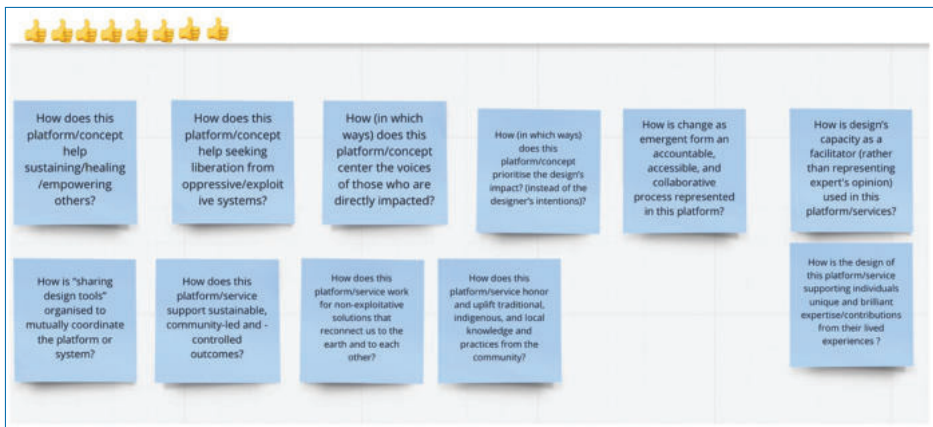 How does this
platform/concept
help
sustaining/healing
/empowering
others?
How does this
platform/concept
help seeking
liberation from
oppressive/exploit
ive systems?
How (in which
ways) does this
platform/concept
center the voices
of those who are
directly impacted?
How (in which ways)
does this
platform/concept
prioritise the design's
impact? (instead of the
designer's intentions)?
How is change as
emergent form an
accountable,
accessible, and
collaborative
process represented
in this platform?
How is design's
capacity as a
facilitator (rather
than representing
expert's opinion)
used in this
platform/services?
How is "sharing
design tools"
organised to
mutually coordinate
the platform or
system?
How does this
platform/service
support sustainable,
community-led and -
controlled
outcomes?
How does this
platform/service work
for non-exploitative
solutions that
reconnect us to the
earth and to each
other?
How does this
platform/service honor
and uplift traditional,
indigenous, and local
knowledge and
practices from the
community?
How is the design of
this platform/service
supporting individuals
unique and brilliant
expertise/contributions
from their lived
experiences ?